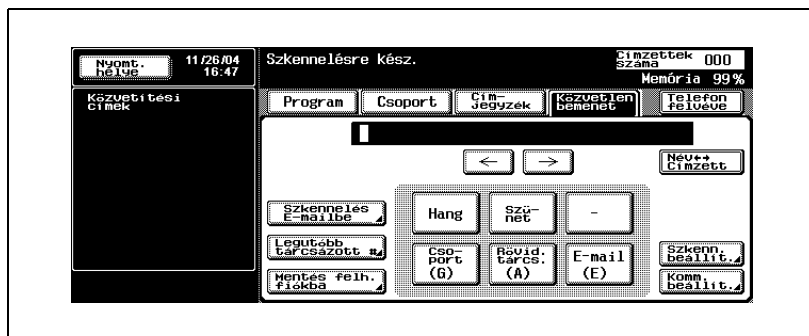 Nyomt.
helye
11/26/04
16:47
Szkennelésre kész.
Címzettek
száma
000
Memória 99%
Közvetítési
címek
Program
Csoport
Cím-
jegyzék
Közvetlen
bemenet
Telefon
felvéve
← →
Név↔
Címzett
Szkennelés
E-mailbe
Hang
Szü-
net
-
Legutóbb
tárcsázott #
Cso-
port
(G)
Rövid.
tárcs.
(A)
E-mail
(E)
Szkenn.
beállít.
Mentés felh.
fiókba
Komm.
beállít.